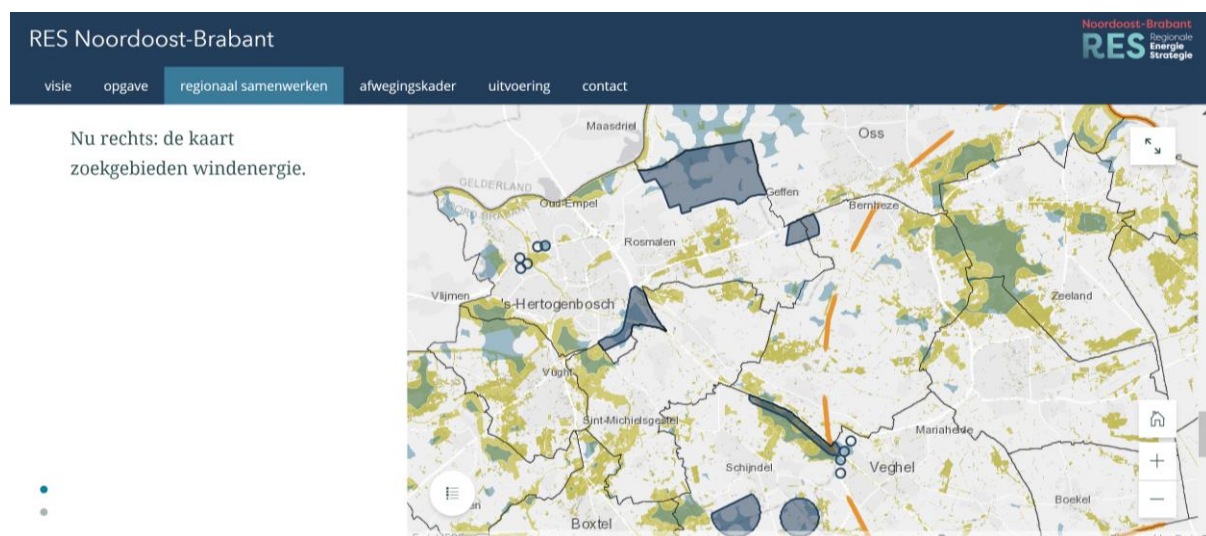 RES Noordoost-Brabant
Noordoost-Brabant
RES Regionale Energie Strategie
visie opgave regionaal samenwerken afwegingskader uitvoering contact
Nu rechts: de kaart
zoekgebieden windenergie.
Maasdriel
Oss
GELDERLAND
Geffen
Oud-Empel
Bernheze
Rosmalen
Vlijmen
's-Hertogenbosch
Zeeland
Vught
Sint-Michielsgestel
Mariaheide
Schijndel
Veghel
Boekel
Boxtel